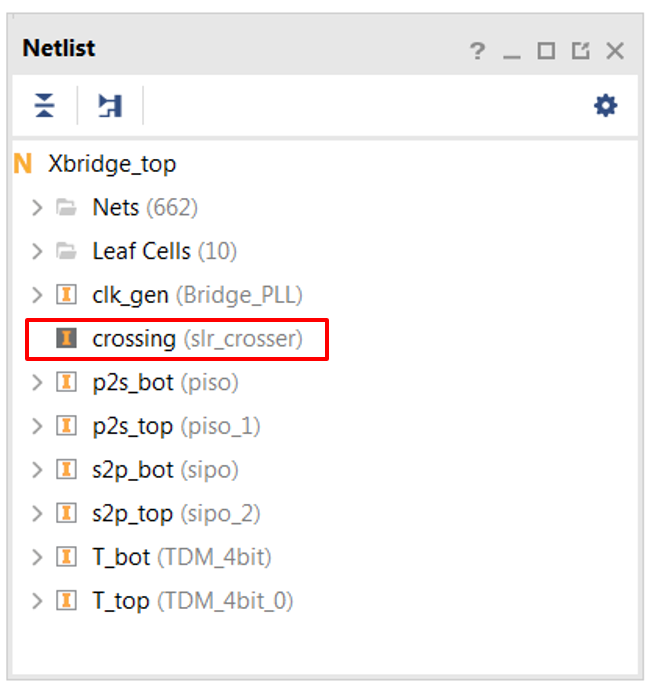 Netlist
N Xbridge_top
Nets (662)
Leaf Cells (10)
I clk_gen (Bridge_PLL)
I crossing (slr_crosser)
I p2s_bot (piso)
I p2s_top (piso_1)
I s2p_bot (sipo)
I s2p_top (sipo_2)
I T_bot (TDM_4bit)
I T_top (TDM_4bit_0)